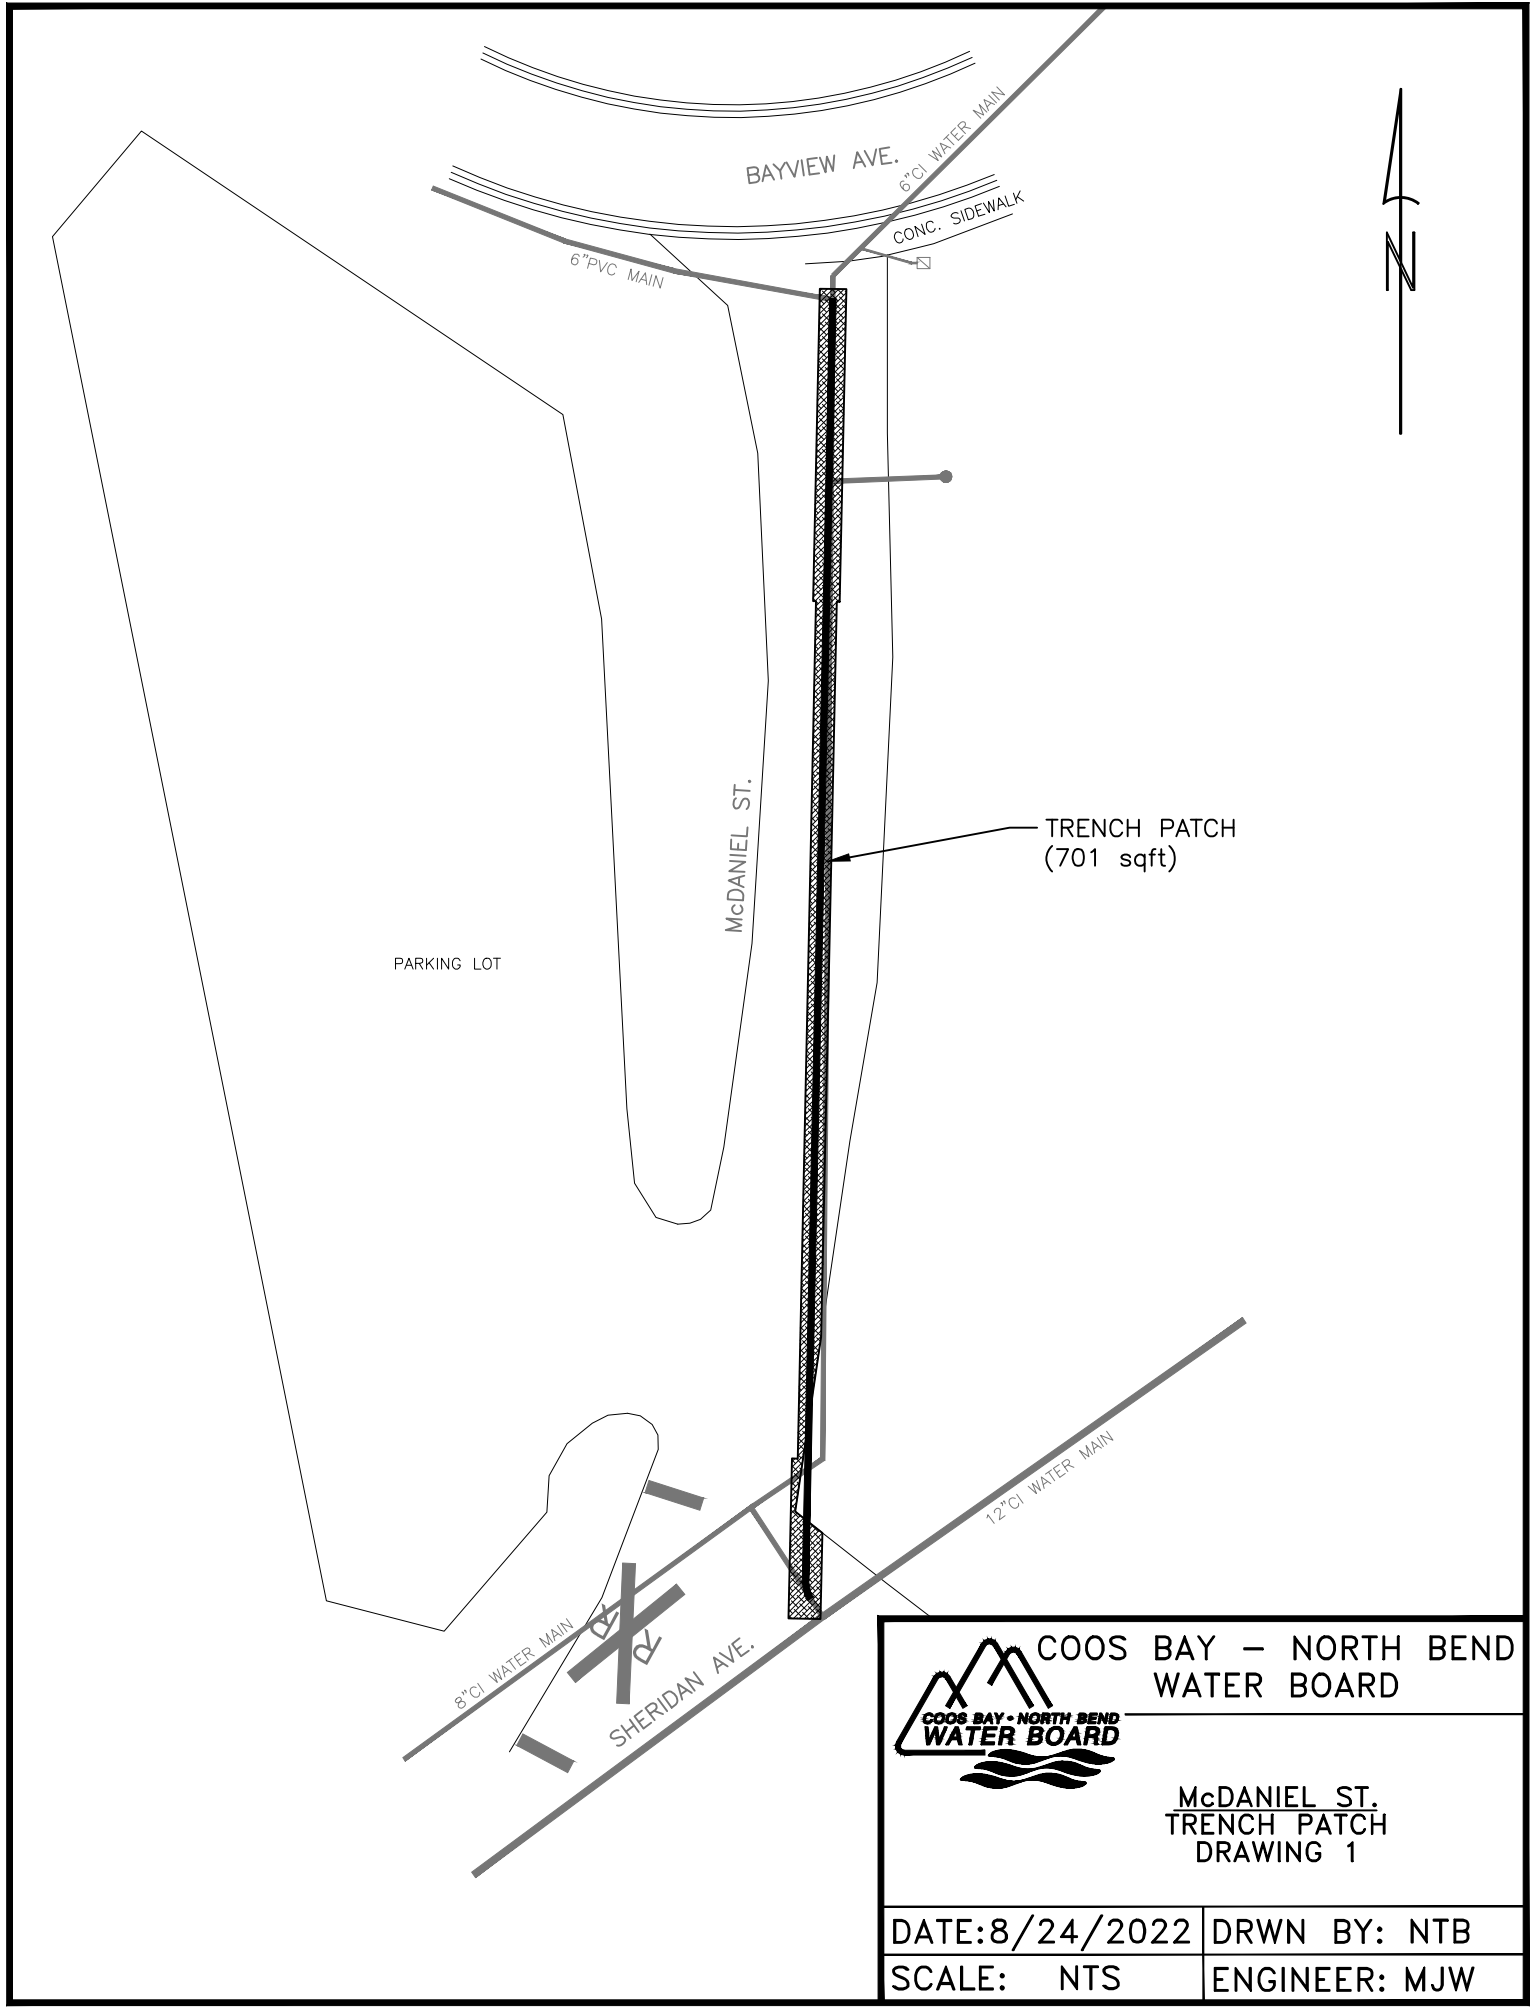 BAYVIEW AVE.
6"CI WATER MAIN
CONC. SIDEWALK
6"PVC MAIN
N
TRENCH PATCH
(701 sqft)
McDANIEL ST.
PARKING LOT
12"CI WATER MAIN
8"CI WATER MAIN
R
R
SHERIDAN AVE.
COOS BAY - NORTH BEND
WATER BOARD
COOS BAY • NORTH BEND
WATER BOARD
McDANIEL ST.
TRENCH PATCH
DRAWING 1
DATE:8/24/2022
DRWN BY: NTB
SCALE: NTS
ENGINEER: MJW